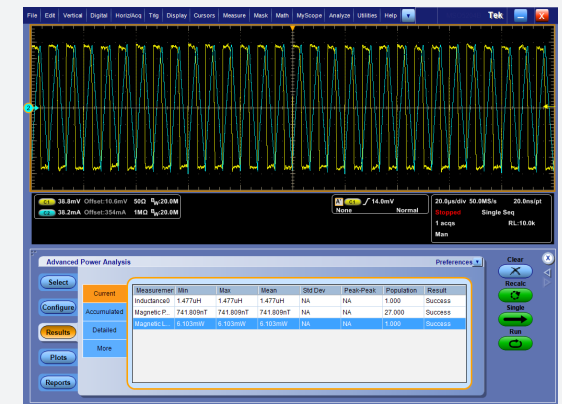 File Edit Vertical Digital Horiz/Acq Trig Display Cursors Measure Mask Math MyScope Analyze Utilities Help Tek X
2
C1 38.8mV Offset:10.6mV 50Ω BW:20.0M
C2 38.2mA Offset:354mA 1MΩ BW:20.0M
A' C1 14.0mV
None Normal
20.0µs/div 50.0MS/s 20.0ns/pt
Stopped Single Seq
1 acqs RL:10.0k
Man
Advanced Power Analysis Preferences Clear X
Select
Configure
Results
Plots
Reports
Current
Accumulated
Detailed
More
Measuremer Min Max Mean Std Dev Peak-Peak Population Result
Inductance0 1.477uH 1.477uH 1.477uH NA NA 1.000 Success
Magnetic P... 741.809nT 741.809nT 741.809nT NA NA 27.000 Success
Magnetic L... 6.103mW 6.103mW 6.103mW NA NA 1.000 Success
Recalc
Single
Run